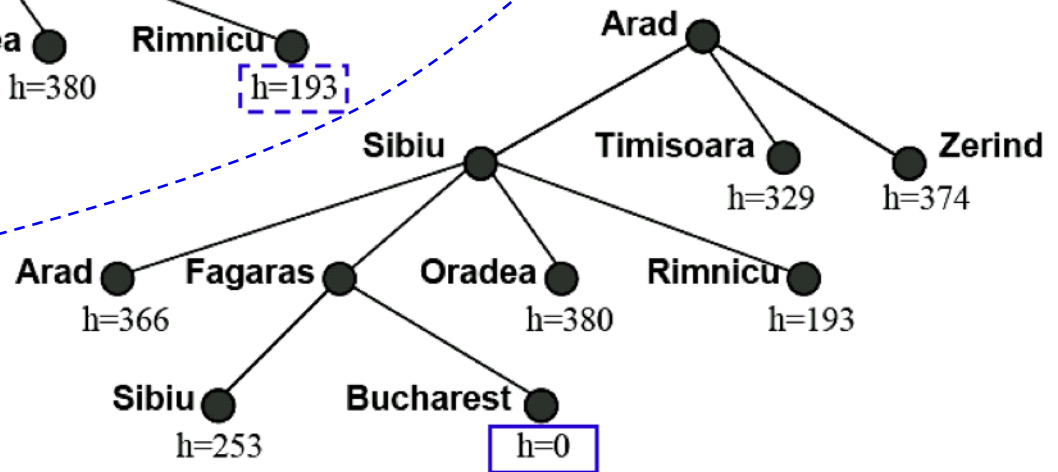 Rimnicu
h=380
h=193
Arad
Sibiu
Timisoara
Zerind
h=329
h=374
Arad
Fagaras
Oradea
Rimnicu
h=366
h=380
h=193
Sibiu
Bucharest
h=253
h=0